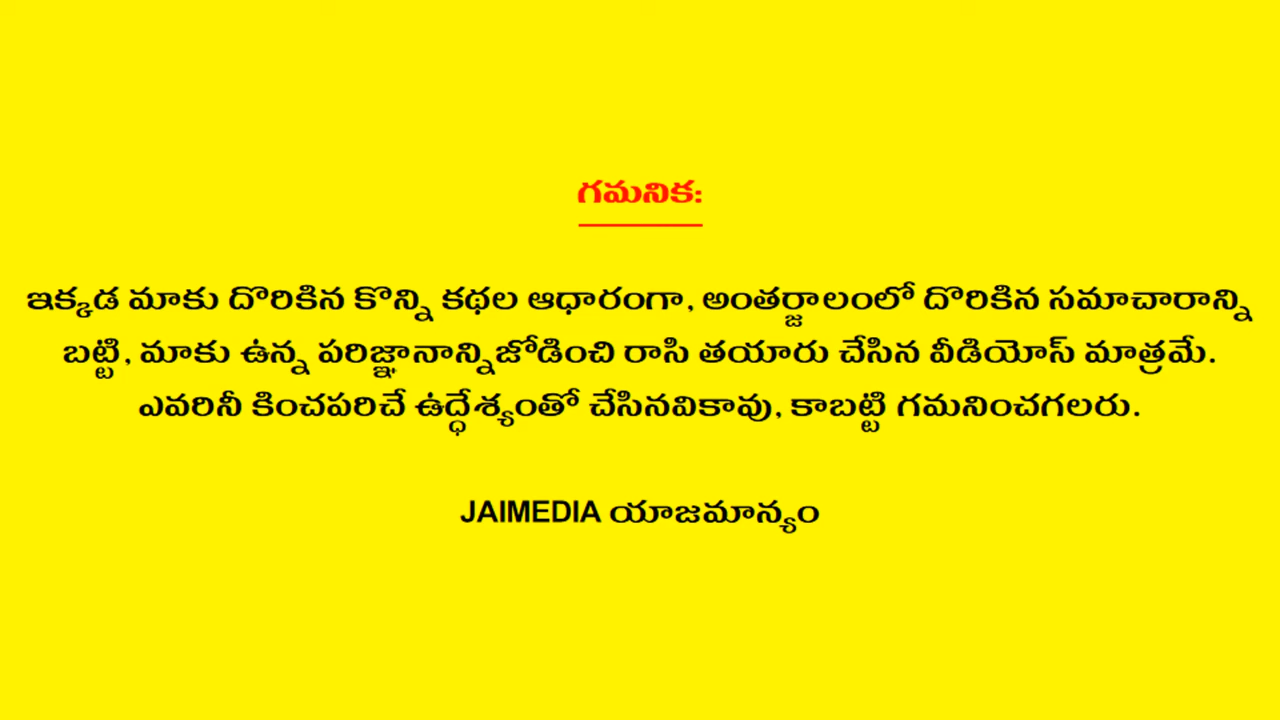 గమనిక:
ఇక్కడ మాకు దొరికిన కొన్ని కథల ఆధారంగా, అంతర్జాలంలో దొరికిన సమాచారాన్ని
బట్టి, మాకు ఉన్న పరిజ్ఞానాన్నిజోడించి రాసి తయారు చేసిన వీడియోస్ మాత్రమే.
ఎవరినీ కించపరిచే ఉద్ధేశ్యంతో చేసినవికావు, కాబట్టి గమనించగలరు.
JAIMEDIA యాజమాన్యం